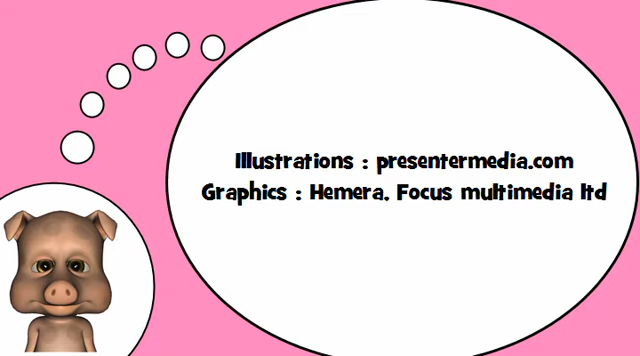 Illustrations : presentermedia.com
Graphics : Hemera. Focus multimedia ltd